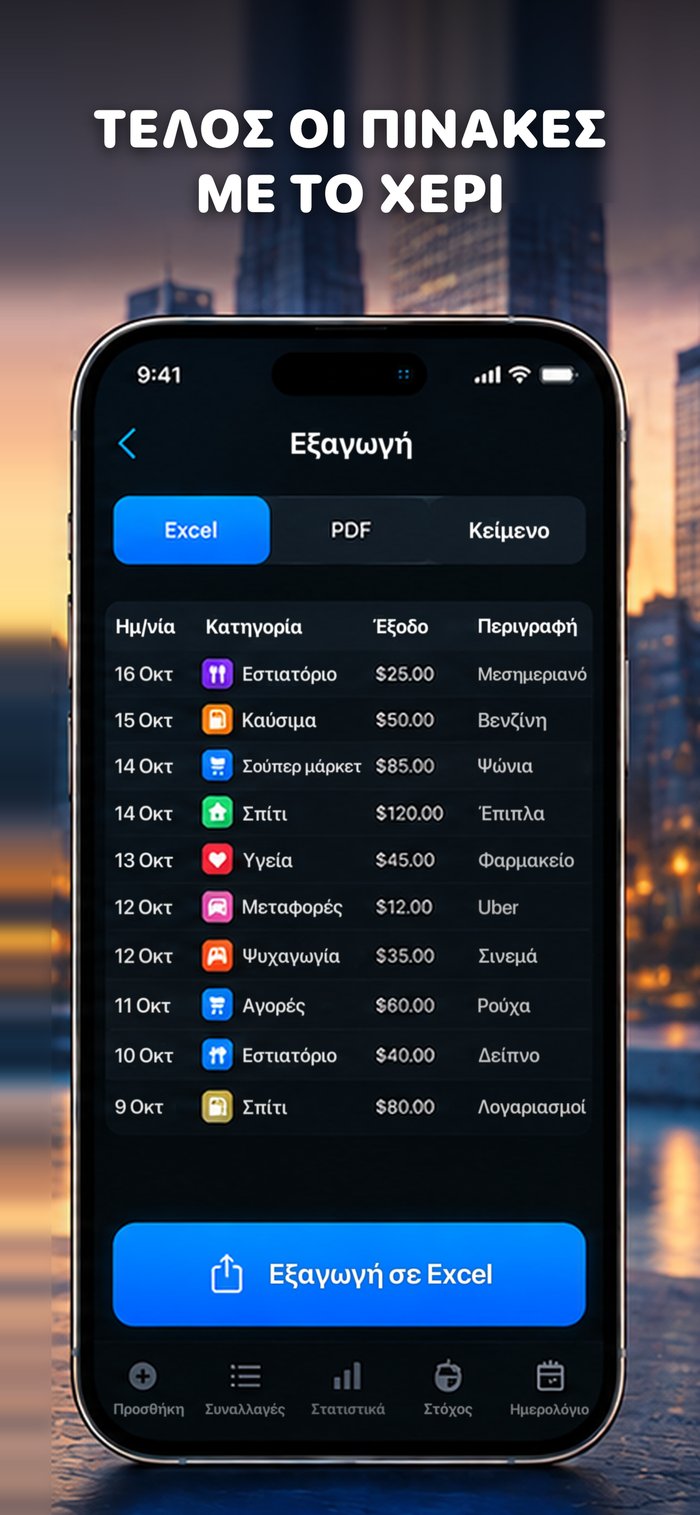 ΤΕΛΟΣ ΟΙ ΠΙΝΑΚΕΣ
ΜΕ ΤΟ ΧΕΡΙ
9:41
Εξαγωγή
Excel PDF Κείμενο
Ημ/νία Κατηγορία Έξοδο Περιγραφή
16 Οκτ Εστιατόριο $25.00 Μεσημεριανό
15 Οκτ Καύσιμα $50.00 Βενζίνη
14 Οκτ Σούπερ μάρκετ $85.00 Ψώνια
14 Οκτ Σπίτι $120.00 Έπιπλα
13 Οκτ Υγεία $45.00 Φαρμακείο
12 Οκτ Μεταφορές $12.00 Uber
12 Οκτ Ψυχαγωγία $35.00 Σινεμά
11 Οκτ Αγορές $60.00 Ρούχα
10 Οκτ Εστιατόριο $40.00 Δείπνο
9 Οκτ Σπίτι $80.00 Λογαριασμοί
Εξαγωγή σε Excel
Προσθήκη Συναλλαγές Στατιστικά Στόχος Ημερολόγιο